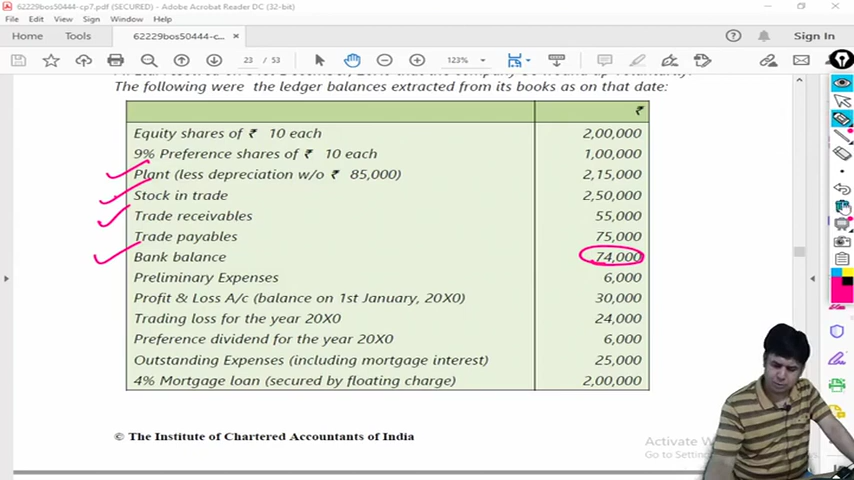 62229bos50444-cp7.pdf (SECURED) - Adobe Acrobat Reader DC (32-bit)
File Edit View Sign Window Help
Home Tools 62229bos50444-c... × Sign In
23 / 53 123%
The following were the ledger balances extracted from its books as on that date:
₹
Equity shares of ₹ 10 each 2,00,000
9% Preference shares of ₹ 10 each 1,00,000
Plant (less depreciation w/o ₹ 85,000) 2,15,000
Stock in trade 2,50,000
Trade receivables 55,000
Trade payables 75,000
Bank balance 74,000
Preliminary Expenses 6,000
Profit & Loss A/c (balance on 1st January, 20X0) 30,000
Trading loss for the year 20X0 24,000
Preference dividend for the year 20X0 6,000
Outstanding Expenses (including mortgage interest) 25,000
4% Mortgage loan (secured by floating charge) 2,00,000
© The Institute of Chartered Accountants of India
Activate W
Go to Setting